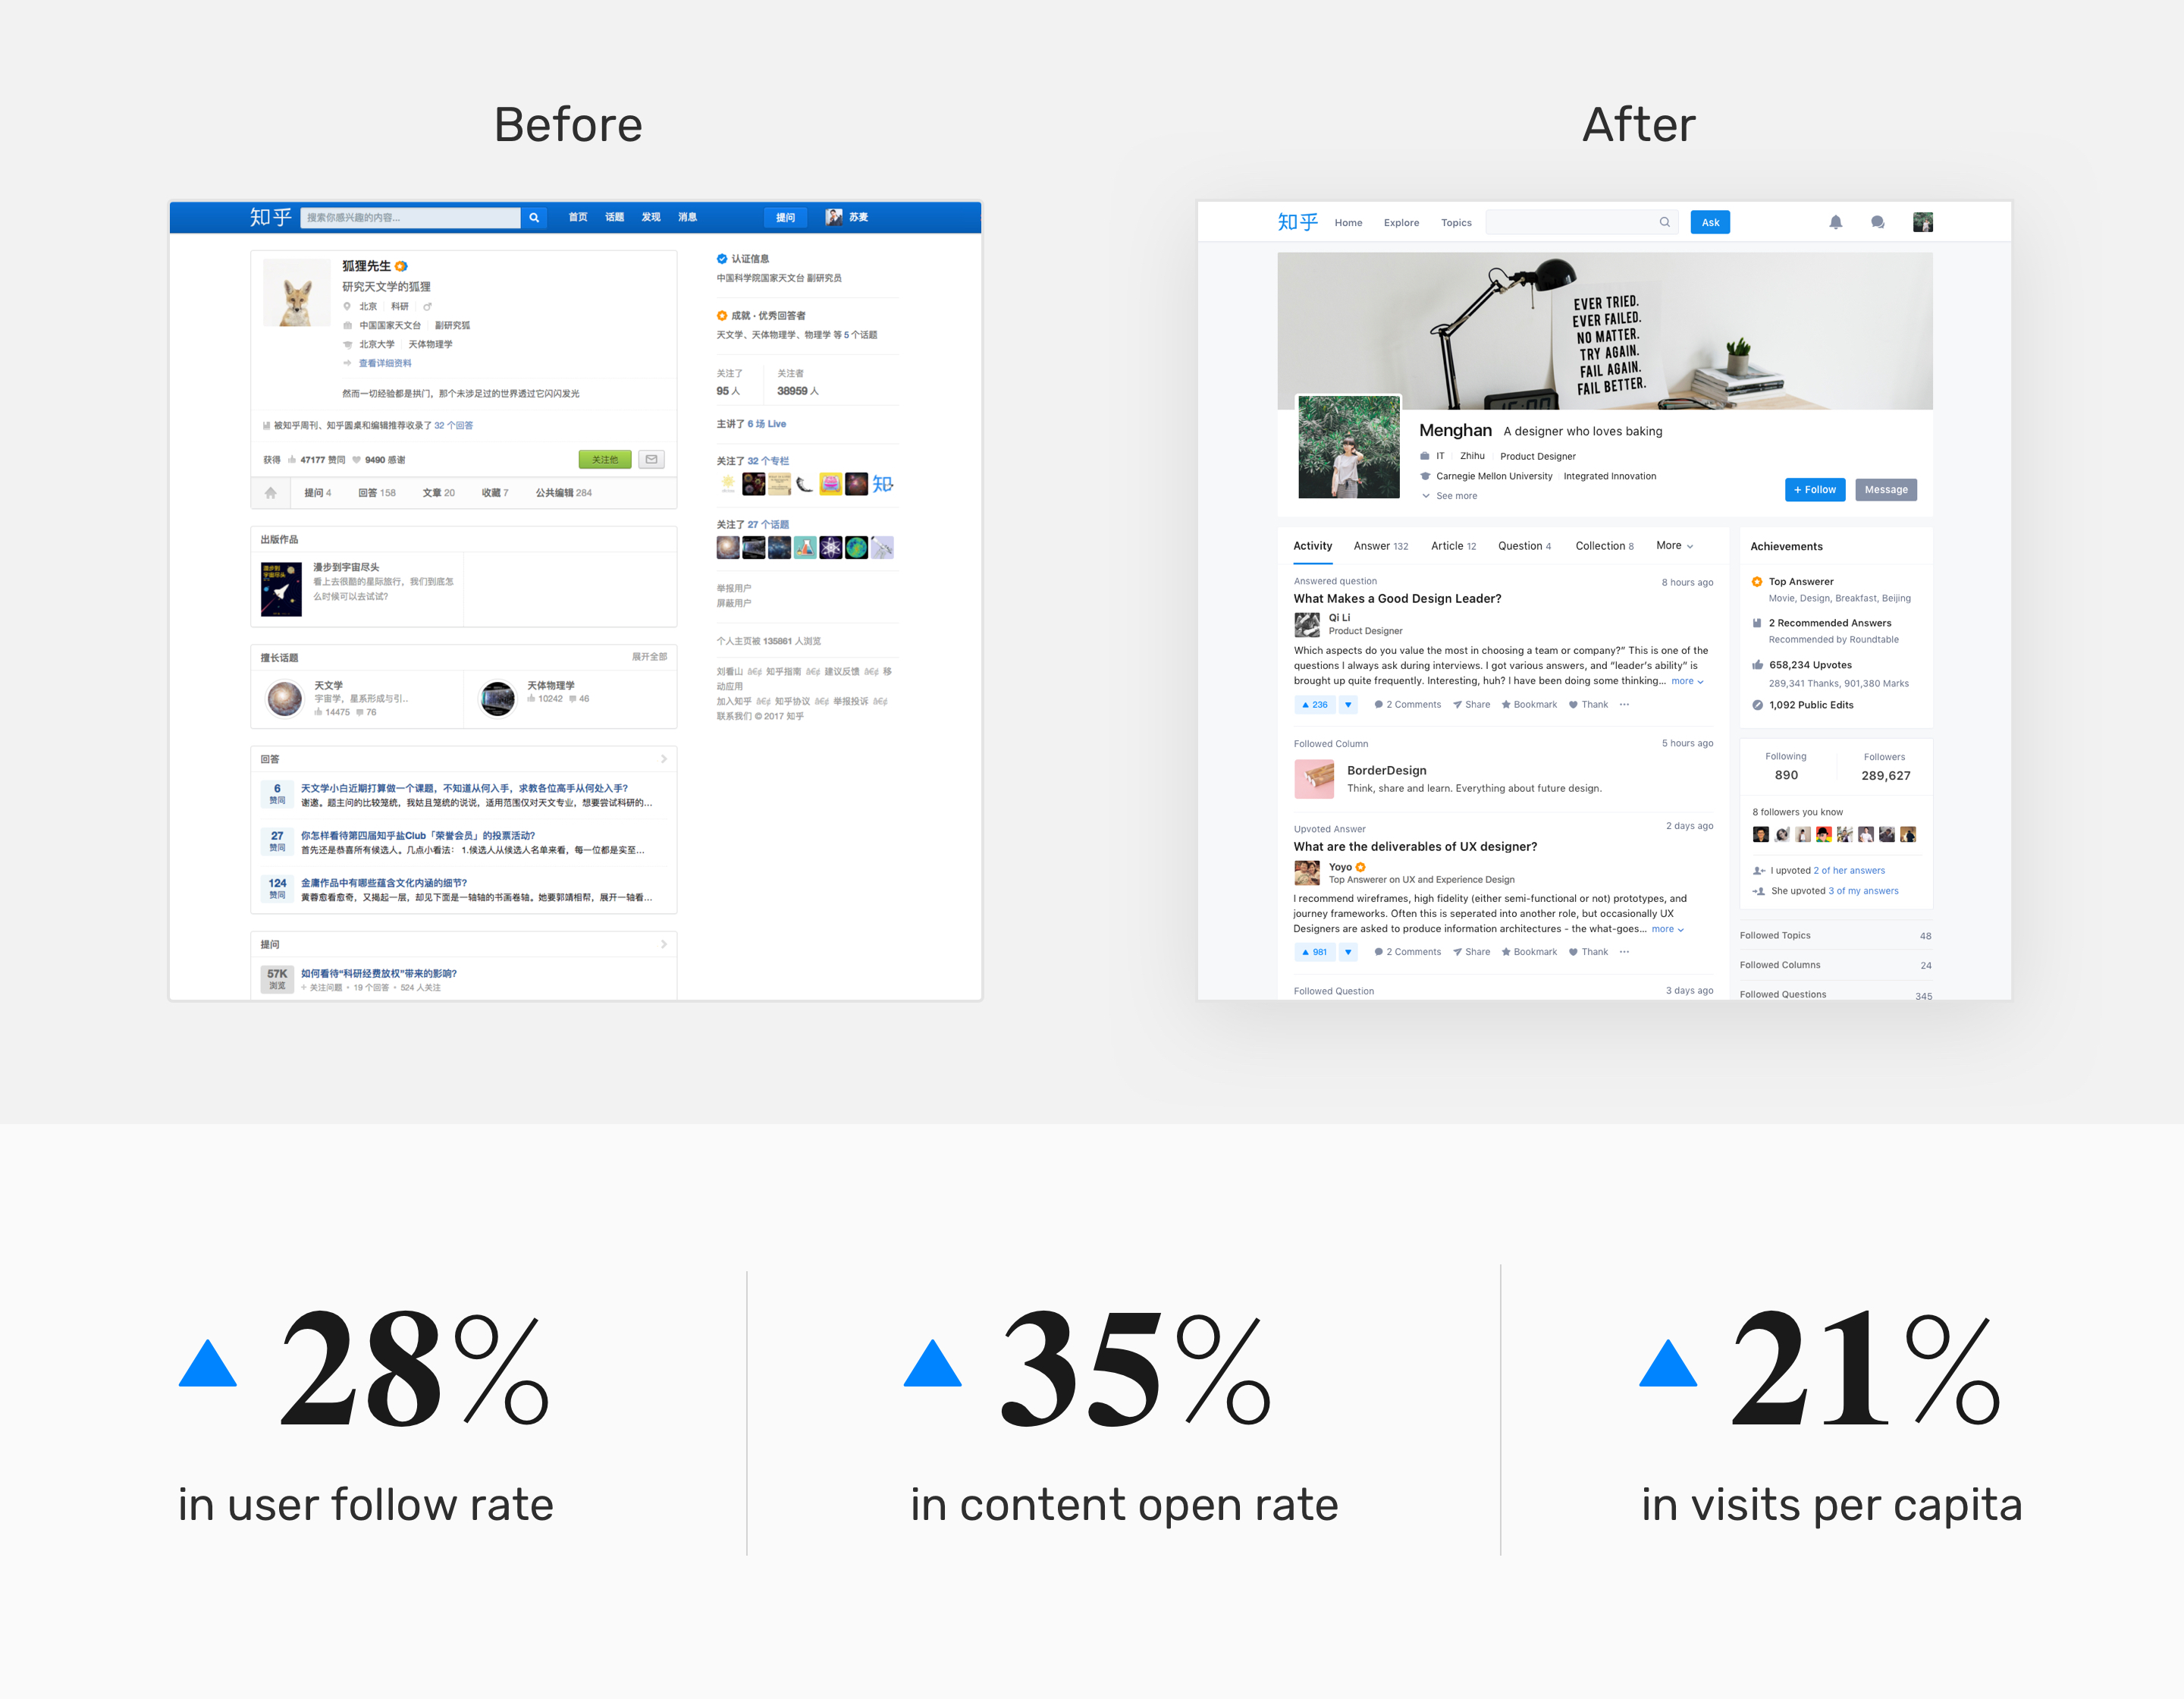 Before
After
知乎 搜索你感兴趣的内容... 首页 话题 发现 消息 提问 苏麦
狐狸先生
研究天文学的狐狸
北京 科研
中国国家天文台 副研究狐
北京大学 天体物理学
查看详细资料
然而一切经验都是拱门，那个未涉足过的世界透过它闪闪发光
被知乎周刊、知乎圆桌和编辑推荐收录了 32 个回答
获得 47177 赞同 9490 感谢 关注他
提问 4 回答 158 文章 20 收藏 7 公共编辑 284
出版作品
漫步到宇宙尽头
漫步到
宇宙尽头
看上去很酷的星际旅行，我们到底怎
么时候可以去试试?
擅长话题 展开全部
天文学
宇宙学，星系形成与引..
14475 76
天体物理学
10242 46
回答
6 天文学小白近期打算做一个课题，不知道从何入手，求教各位高手从何处入手?
赞同 谢邀。题主问的比较笼统，我姑且笼统的说说，适用范围仅对天文专业，想要尝试科研的...
27 你怎样看待第四届知乎盐Club「荣誉会员」的投票活动?
赞同 首先还是恭喜所有候选人。几点小看法： 1.候选人从候选人名单来看，每一位都是实至...
124 金庸作品中有哪些蕴含文化内涵的细节?
赞同 黄蓉愈看愈奇，又揭起一层，却见下面是一轴轴的书画卷轴。她要郭靖相帮，展开一轴看...
提问
57K 如何看待“科研经费放权”带来的影响?
浏览 + 关注问题 • 19 个回答 • 524 人关注
认证信息
中国科学院国家天文台 副研究员
成就 · 优秀回答者
天文学、天体物理学、物理学 等 5 个话题
关注了 关注者
95 人 38959 人
主讲了 6 场 Live
关注了 32 个专栏
知
关注了 27 个话题
举报用户
屏蔽用户
个人主页被 135861 人浏览
刘看山 â€¢ 知乎指南 â€¢ 建议反馈 â€¢ 移
动应用
加入知乎 â€¢ 知乎协议 â€¢ 举报投诉 â€¢
联系我们 © 2017 知乎
知乎 Home Explore Topics Ask
EVER TRIED.
EVER FAILED.
NO MATTER.
TRY AGAIN.
FAIL AGAIN.
FAIL BETTER.
Menghan A designer who loves baking
IT Zhihu Product Designer
Carnegie Mellon University Integrated Innovation
See more
+ Follow Message
Activity Answer 132 Article 12 Question 4 Collection 8 More
Answered question 8 hours ago
What Makes a Good Design Leader?
Qi Li
Product Designer
Which aspects do you value the most in choosing a team or company?” This is one of the
questions I always ask during interviews. I got various answers, and “leader’s ability” is
brought up quite frequently. Interesting, huh? I have been doing some thinking... more
236 2 Comments Share Bookmark Thank ···
Followed Column 5 hours ago
BorderDesign
Think, share and learn. Everything about future design.
Upvoted Answer 2 days ago
What are the deliverables of UX designer?
Yoyo
Top Answerer on UX and Experience Design
I recommend wireframes, high fidelity (either semi-functional or not) prototypes, and
journey frameworks. Often this is seperated into another role, but occasionally UX
Designers are asked to produce information architectures - the what-goes... more
981 2 Comments Share Bookmark Thank ···
Followed Question 3 days ago
Achievements
Top Answerer
Movie, Design, Breakfast, Beijing
2 Recommended Answers
Recommended by Roundtable
658,234 Upvotes
289,341 Thanks, 901,380 Marks
1,092 Public Edits
Following Followers
890 289,627
8 followers you know
I upvoted 2 of her answers
She upvoted 3 of my answers
Followed Topics 48
Followed Columns 24
Followed Questions 345
28%
in user follow rate
35%
in content open rate
21%
in visits per capita